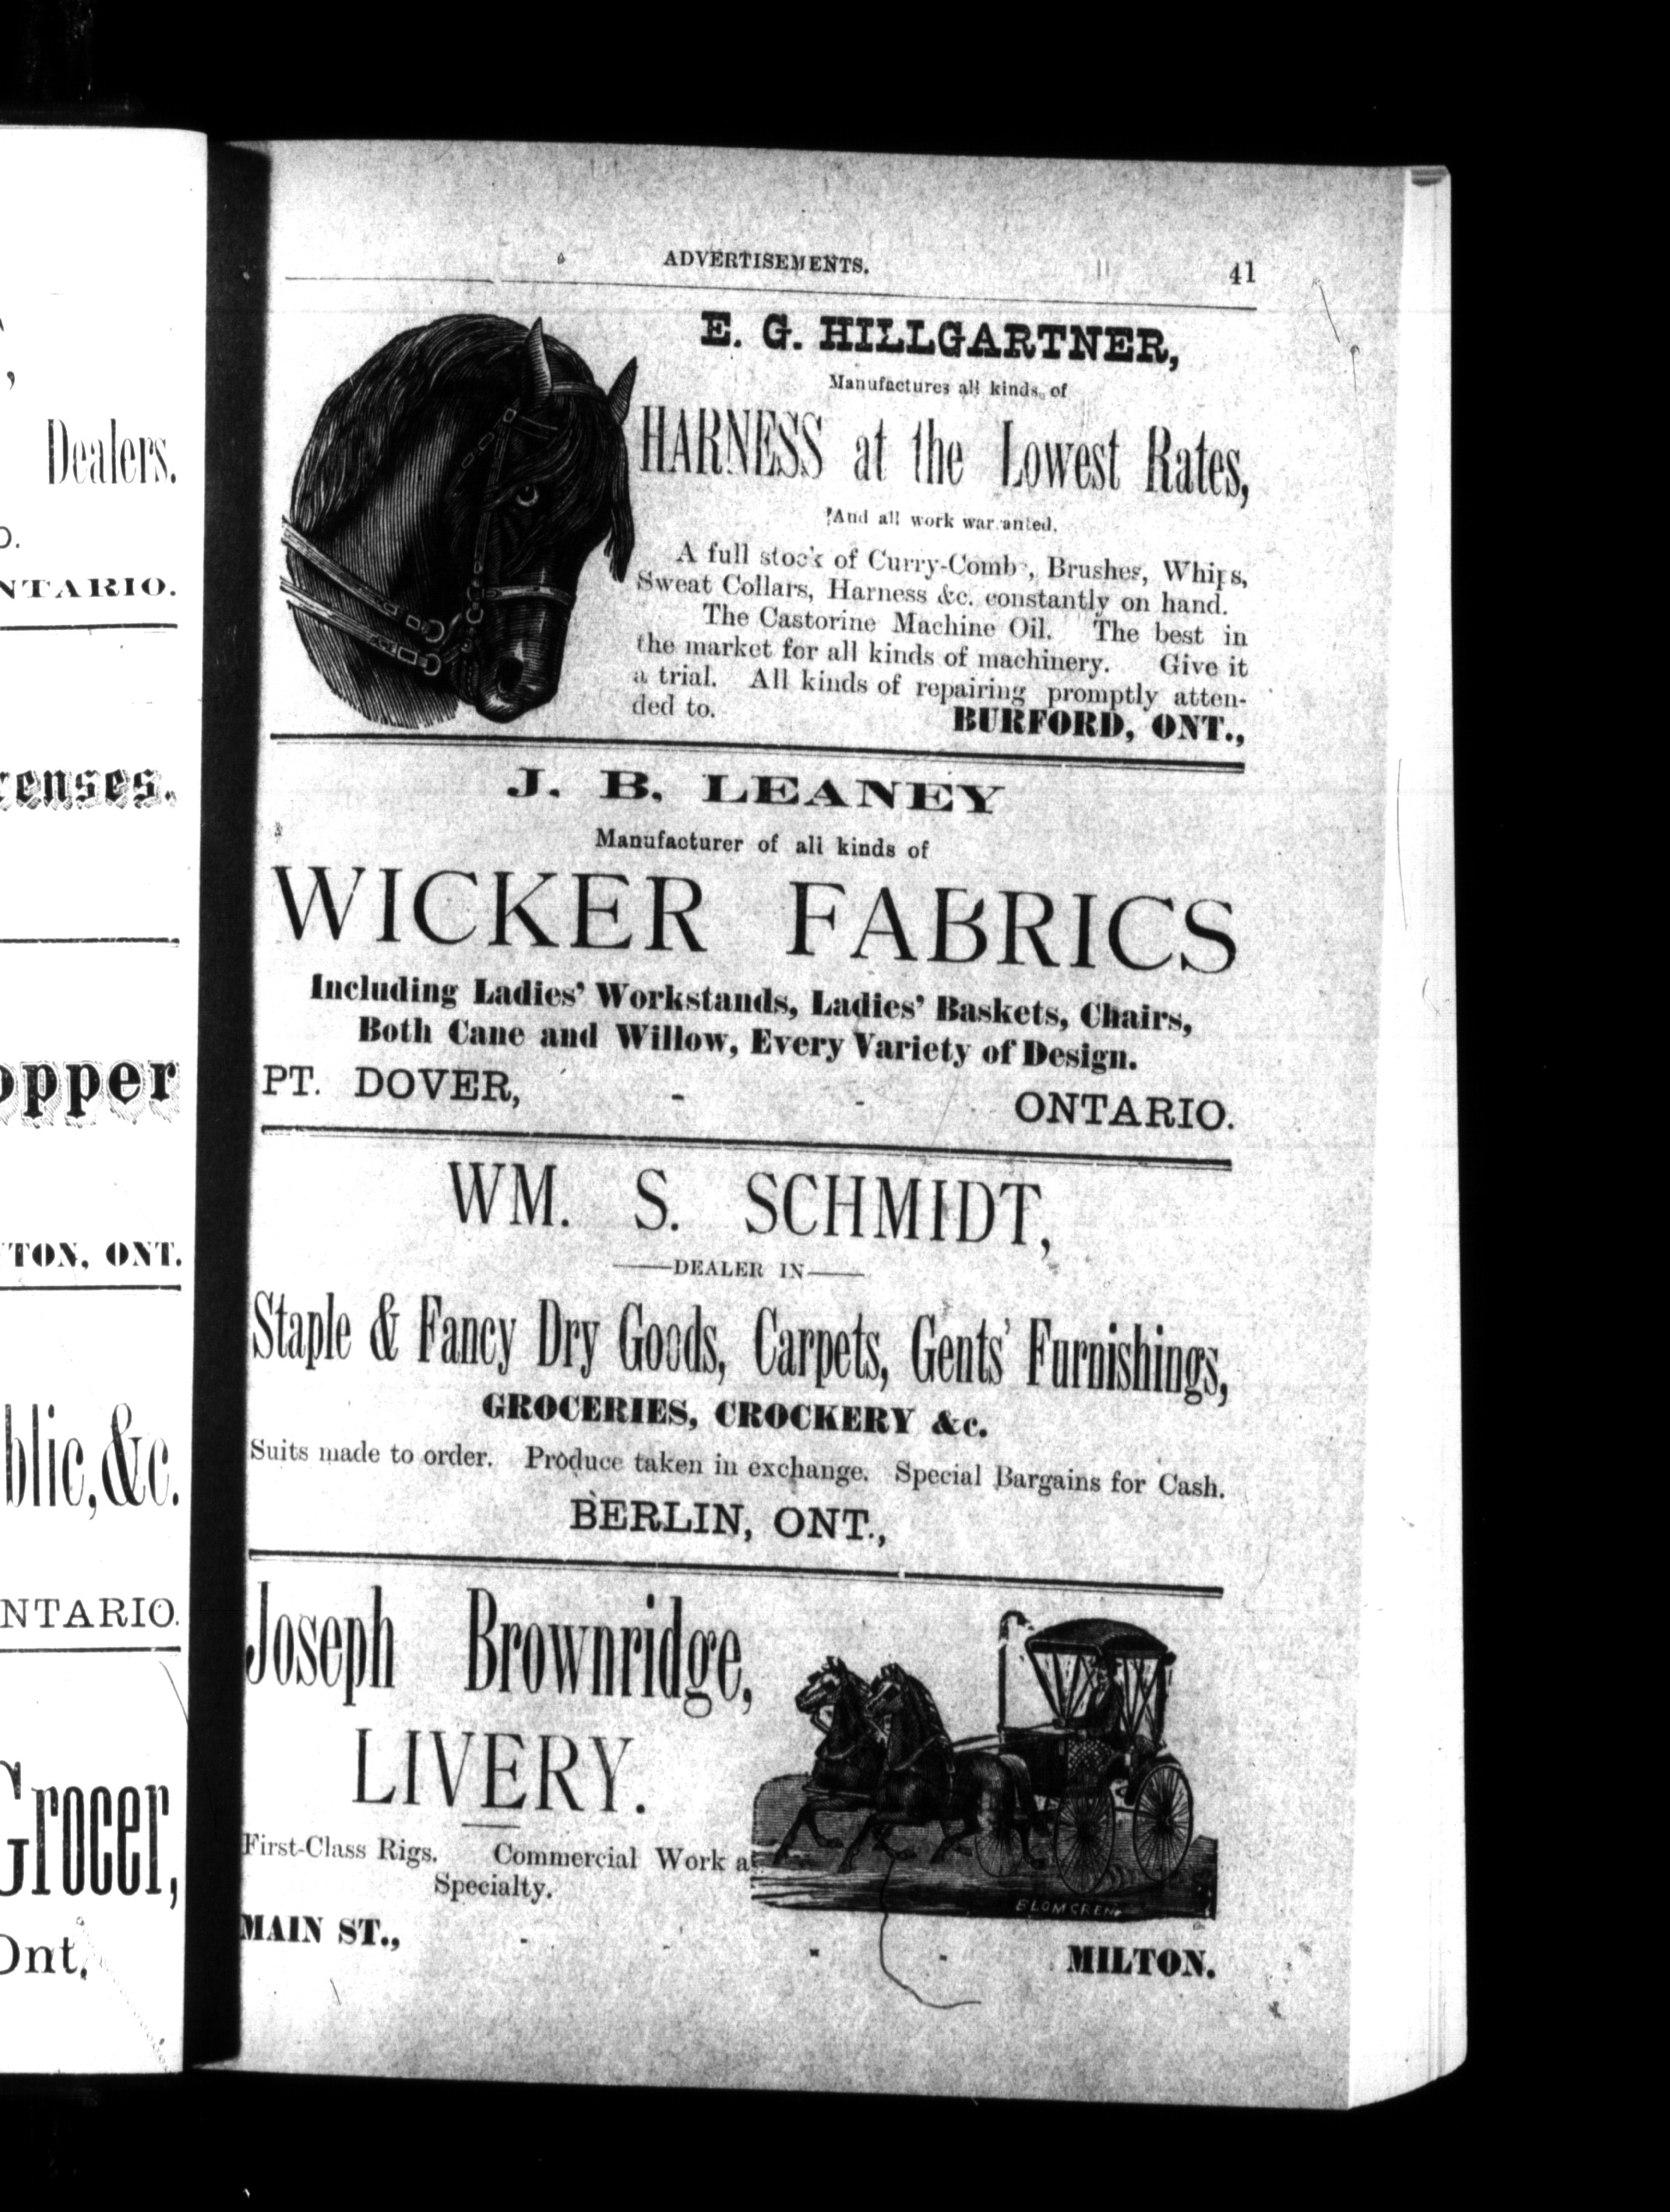 Dealers.
NTARIO.
enses.
pper
TON, ONT.
blic, &c.
NTARIO.
Grocer,
Ont.
ADVERTISEMENTS. 41
E. G. HILLGARTNER,
Manufactures all kinds of
HARNESS at the Lowest Rates,
And all work warranted.
A full stock of Curry-Combs, Brushes, Whips,
Sweat Collars, Harness &c. constantly on hand.
The Castorine Machine Oil. The best in
the market for all kinds of machinery. Give it
a trial. All kinds of repairing promptly atten-
ded to. BURFORD, ONT.,
J. B. LEANEY
Manufacturer of all kinds of
WICKER FABRICS
Including Ladies' Workstands, Ladies' Baskets, Chairs,
Both Cane and Willow, Every Variety of Design.
PT. DOVER, - - ONTARIO.
WM. S. SCHMIDT,
——DEALER IN——
Staple & Fancy Dry Goods, Carpets, Gents' Furnishings,
GROCERIES, CROCKERY &c.
Suits made to order. Produce taken in exchange. Special Bargains for Cash.
BERLIN, ONT.,
Joseph Brownridge,
LIVERY.
First-Class Rigs. Commercial Work a
Specialty.
BLOMGREN
MAIN ST., - - - - MILTON.